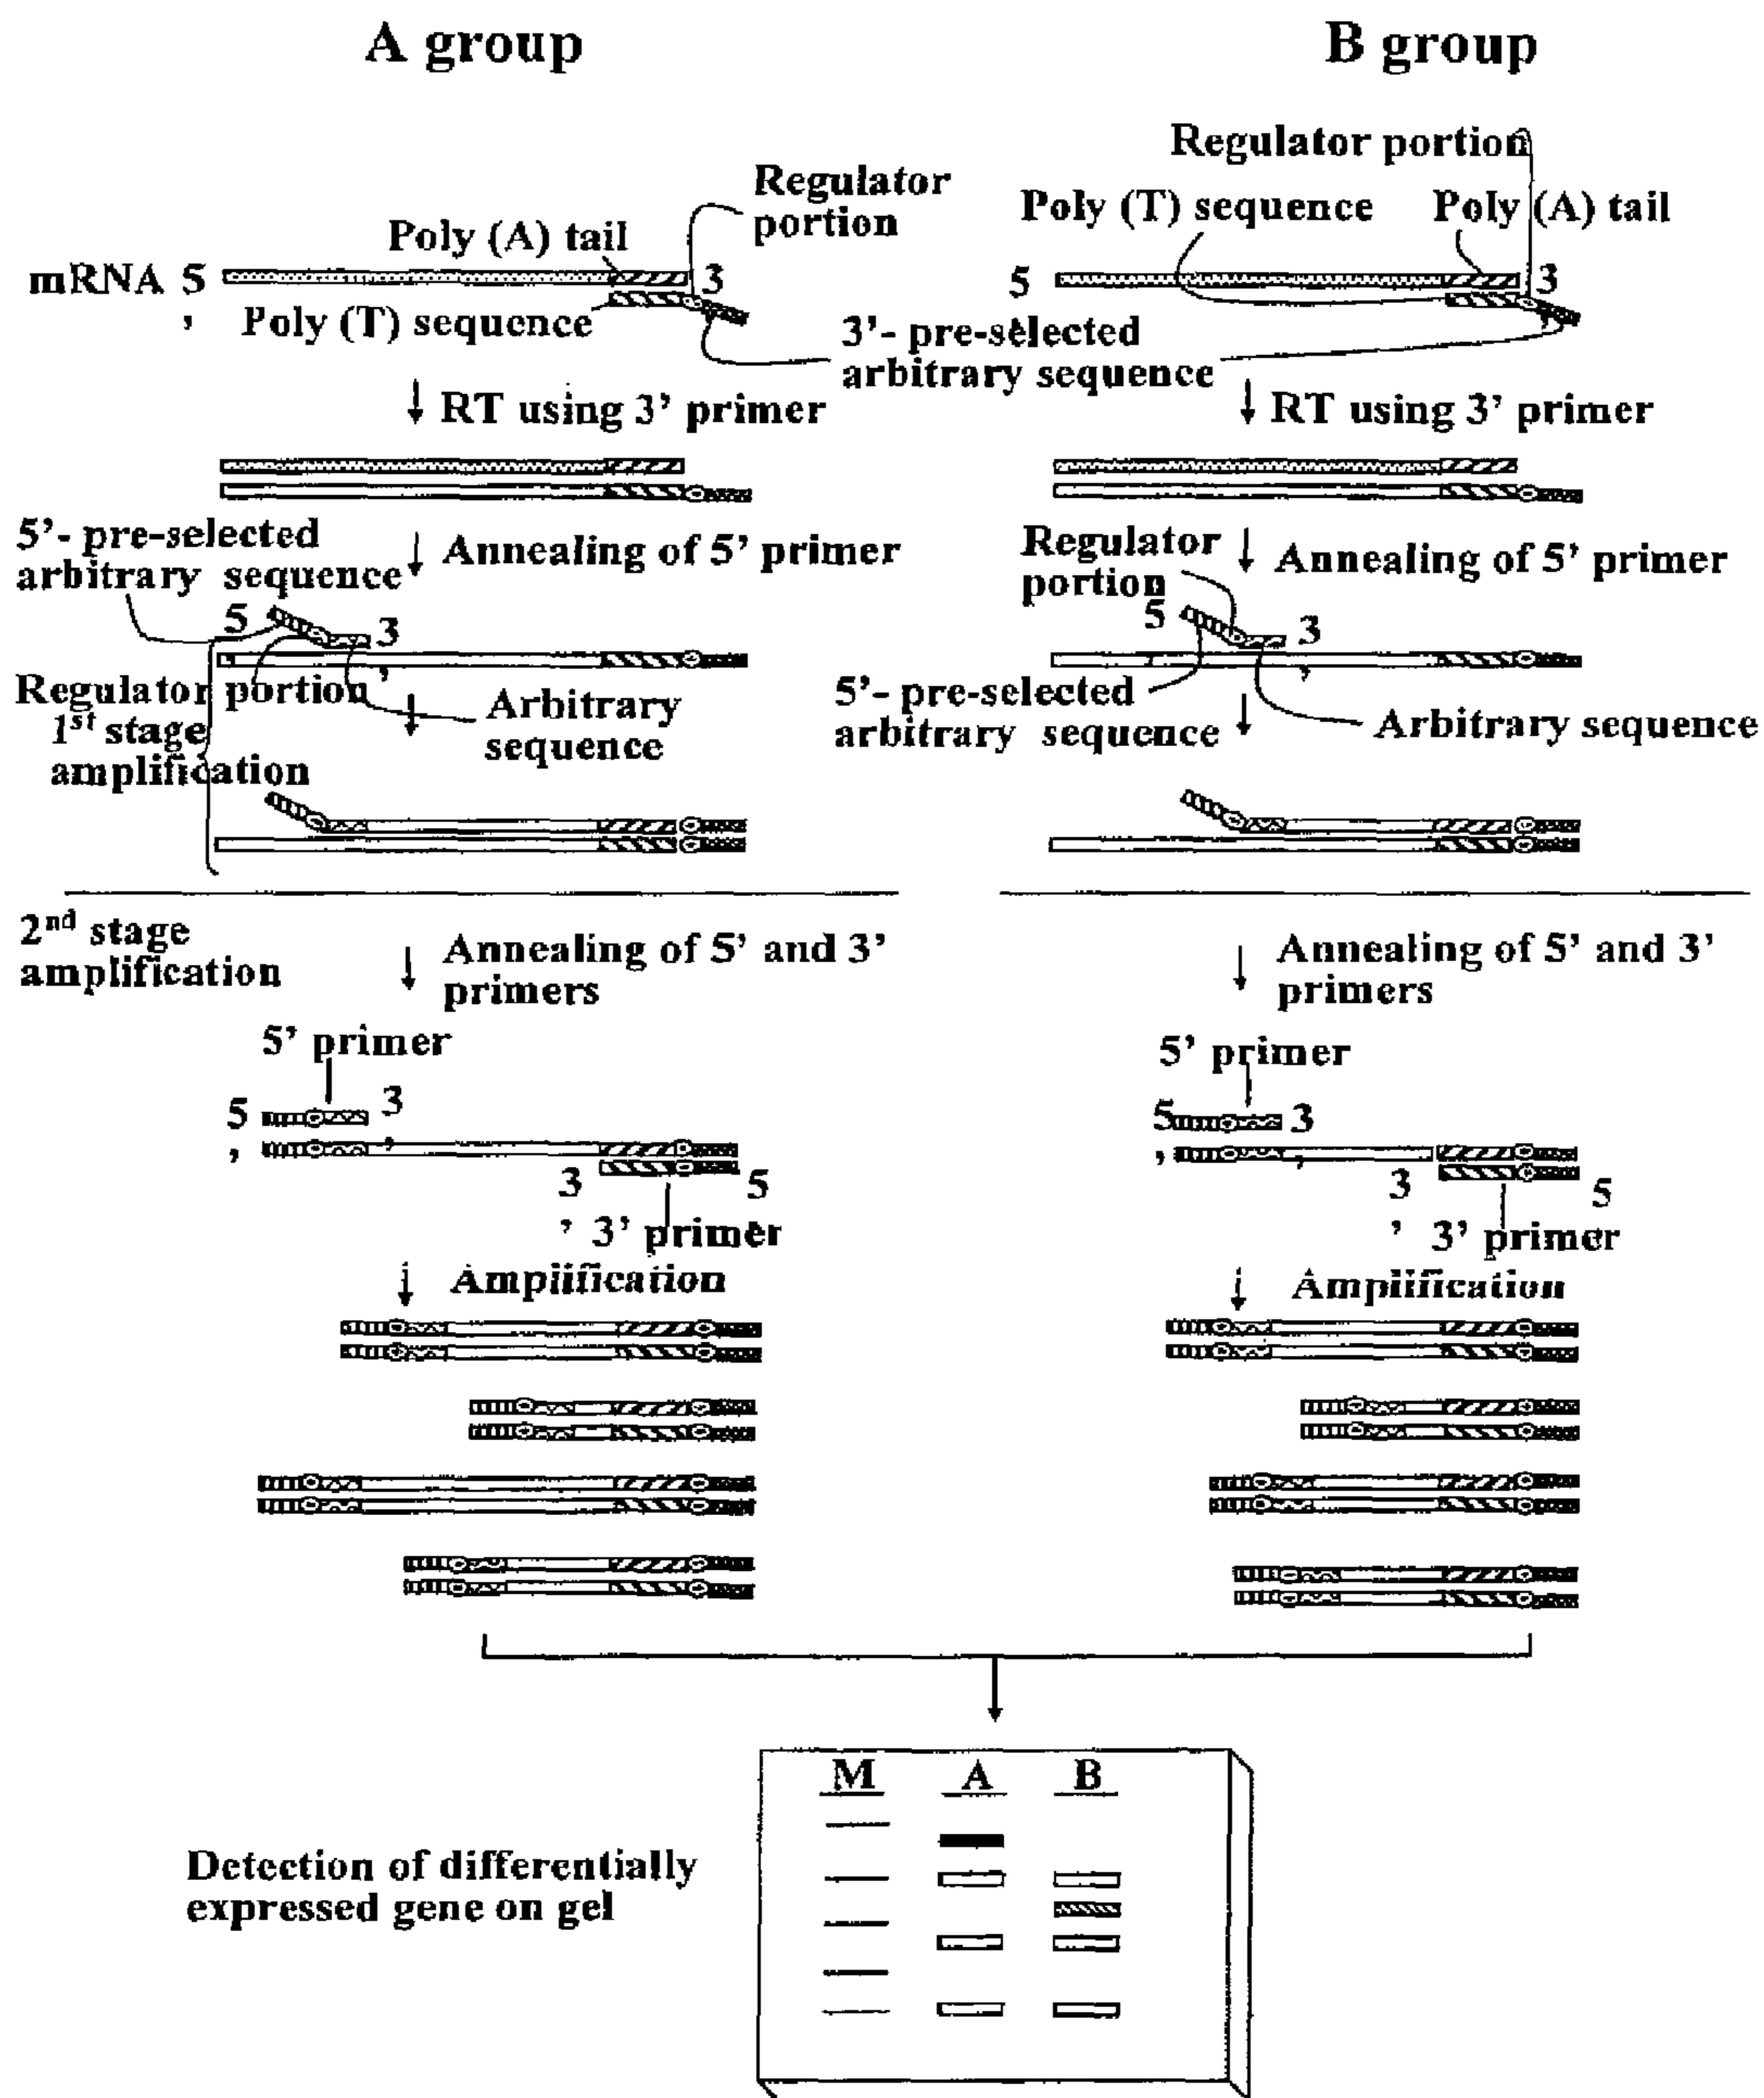 A group
B group
Regulator portion
Regulator
portion
Poly (T) sequence
Poly (A) tail
Poly (A) tail
mRNA 5
'
3
5
3
'
Poly (T) sequence
3'- pre-selected
arbitrary sequence
RT using 3' primer
RT using 3' primer
5'- pre-selected
arbitrary sequence
Annealing of 5' primer
Regulator
portion
Annealing of 5' primer
5
3
'
5
3
'
Regulator portion
Arbitrary
sequence
5'- pre-selected
arbitrary sequence
Arbitrary sequence
1st stage
amplification
2nd stage
amplification
Annealing of 5' and 3'
primers
Annealing of 5' and 3'
primers
5' primer
5' primer
5
'
3
'
5
'
3
'
3
'
5
'
3
'
5
'
3' primer
3' primer
Amplification
Amplification
M A B
Detection of differentially
expressed gene on gel